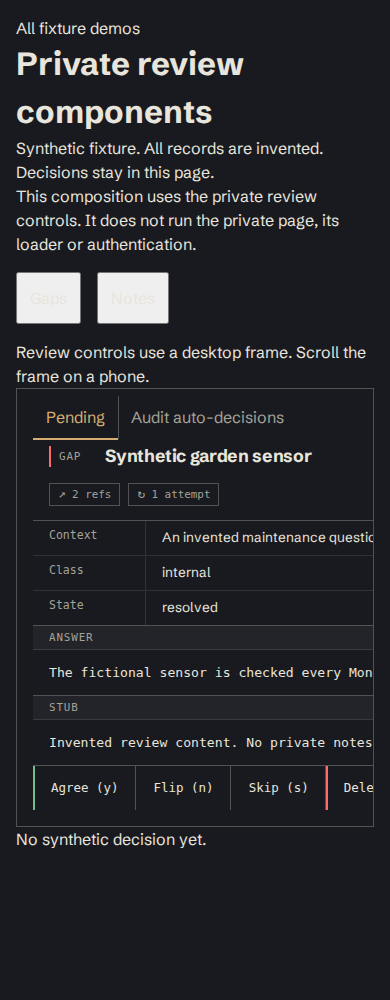 All fixture demos
Private review
components
Synthetic fixture. All records are invented.
Decisions stay in this page.
This composition uses the private review
controls. It does not run the private page, its
loader or authentication.
Gaps Notes
Review controls use a desktop frame. Scroll the
frame on a phone.
Pending Audit auto-decisions
GAP Synthetic garden sensor
↗ 2 refs ↻ 1 attempt
Context An invented maintenance questio
Class internal
State resolved
ANSWER
The fictional sensor is checked every Mon
STUB
Invented review content. No private notes
Agree (y) Flip (n) Skip (s) Dele
No synthetic decision yet.